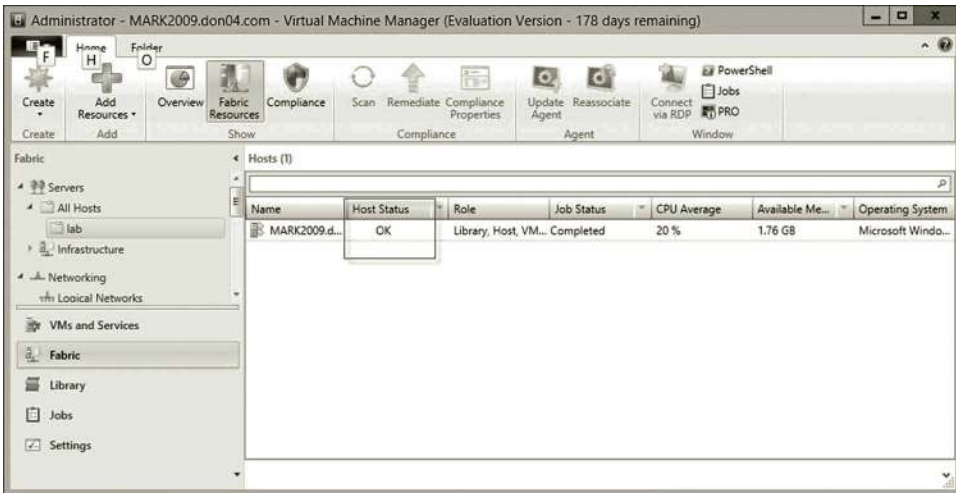 Administrator - MARK2009.don04.com - Virtual Machine Manager (Evaluation Version - 178 days remaining)
F
Home
H
Folder
O
Create
Add Resources
Overview
Fabric Resources
Compliance
Scan
Remediate
Compliance Properties
Update Agent
Reassociate
Connect via RDP
PowerShell
Jobs
PRO
Create
Add
Show
Compliance
Agent
Window
Fabric
Servers
All Hosts
lab
Infrastructure
Networking
Logical Networks
VMs and Services
Fabric
Library
Jobs
Settings
Hosts (1)
Name Host Status Role Job Status CPU Average Available Me... Operating System
MARK2009.d... OK Library, Host, VM... Completed 20 % 1.76 GB Microsoft Windo...